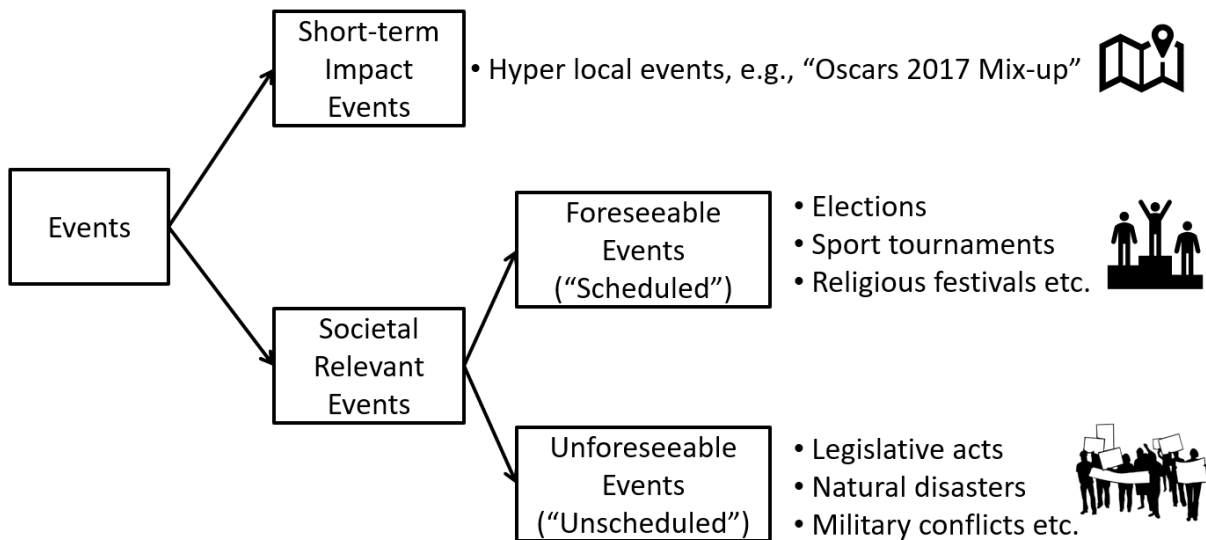 Short-term
Impact
Events
• Hyper local events, e.g., “Oscars 2017 Mix-up”
Events
Foreseeable
Events
(“Scheduled”)
• Elections
• Sport tournaments
• Religious festivals etc.
Societal
Relevant
Events
Unforeseeable
Events
(“Unscheduled”)
• Legislative acts
• Natural disasters
• Military conflicts etc.